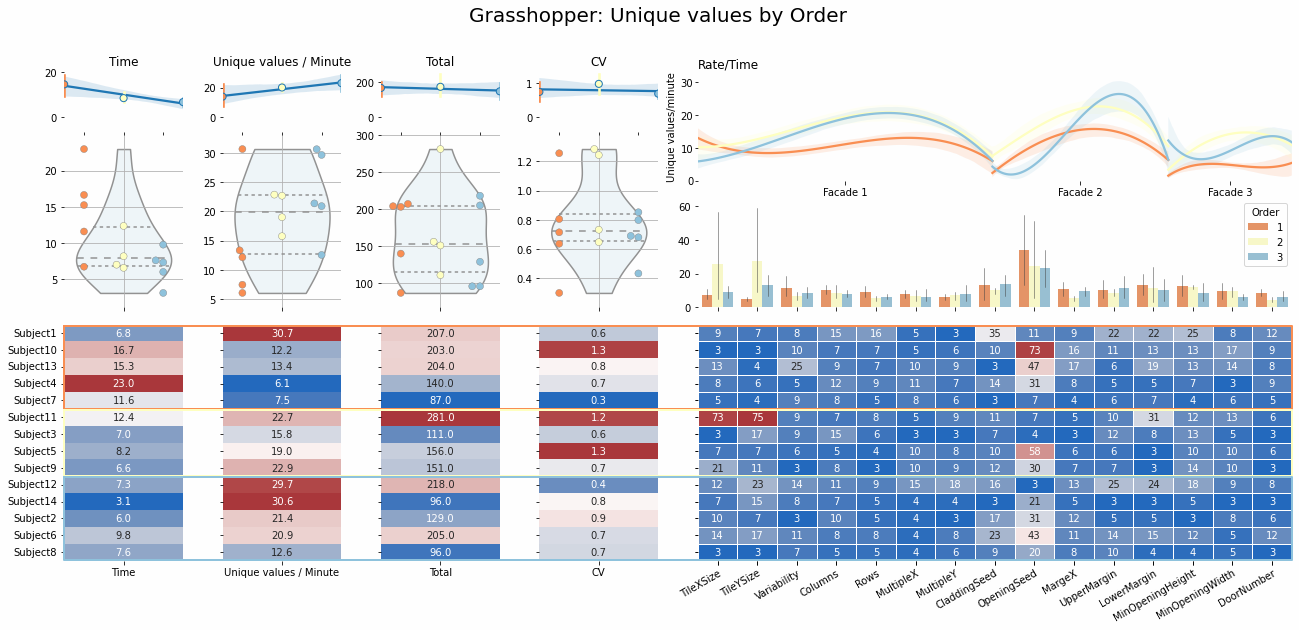 Grasshopper: Unique values by Order
Time
Unique values / Minute
Total
CV
Rate/Time
20
0
20
0
200
0
1
0
Unique values/minute
30
20
10
0
Facade 1
Facade 2
Facade 3
20
15
10
5
30
25
20
15
10
5
300
250
200
150
100
1.2
1.0
0.8
0.6
0.4
60
40
20
0
Order
1
2
3
Subject1 6.8 30.7 207.0 0.6 9 7 8 15 16 5 3 35 11 9 22 22 25 8 12
Subject10 16.7 12.2 203.0 1.3 3 3 10 7 7 5 6 10 73 16 11 13 13 17 9
Subject13 15.3 13.4 204.0 0.8 13 4 25 9 7 10 9 3 47 17 6 19 13 14 8
Subject4 23.0 6.1 140.0 0.7 8 6 5 12 9 11 7 14 31 8 5 5 7 3 9
Subject7 11.6 7.5 87.0 0.3 5 4 9 8 5 8 6 3 7 4 6 7 4 6 5
Subject11 12.4 22.7 281.0 1.2 73 75 9 7 8 5 9 11 7 5 10 31 12 13 6
Subject3 7.0 15.8 111.0 0.6 3 17 9 15 6 3 3 7 4 3 12 8 13 5 3
Subject5 8.2 19.0 156.0 1.3 7 7 6 5 4 10 8 10 58 6 6 3 10 10 6
Subject9 6.6 22.9 151.0 0.7 21 11 3 8 3 10 9 12 30 7 7 3 14 10 3
Subject12 7.3 29.7 218.0 0.4 12 23 14 11 9 15 18 16 3 13 25 24 18 9 8
Subject14 3.1 30.6 96.0 0.8 7 15 8 7 5 4 4 3 21 5 3 3 5 3 3
Subject2 6.0 21.4 129.0 0.9 10 7 3 10 5 4 3 17 31 12 5 5 3 8 6
Subject6 9.8 20.9 205.0 0.7 14 17 11 8 8 4 8 23 43 11 14 15 12 5 12
Subject8 7.6 12.6 96.0 0.7 3 3 7 5 5 4 6 9 20 8 10 4 4 5 3
Time
Unique values / Minute
Total
CV
TileXSize
TileYSize
Variability
Columns
Rows
MultipleX
MultipleY
CladdingSeed
OpeningSeed
MargeX
UpperMargin
LowerMargin
MinOpeningHeight
MinOpeningWidth
DoorNumber